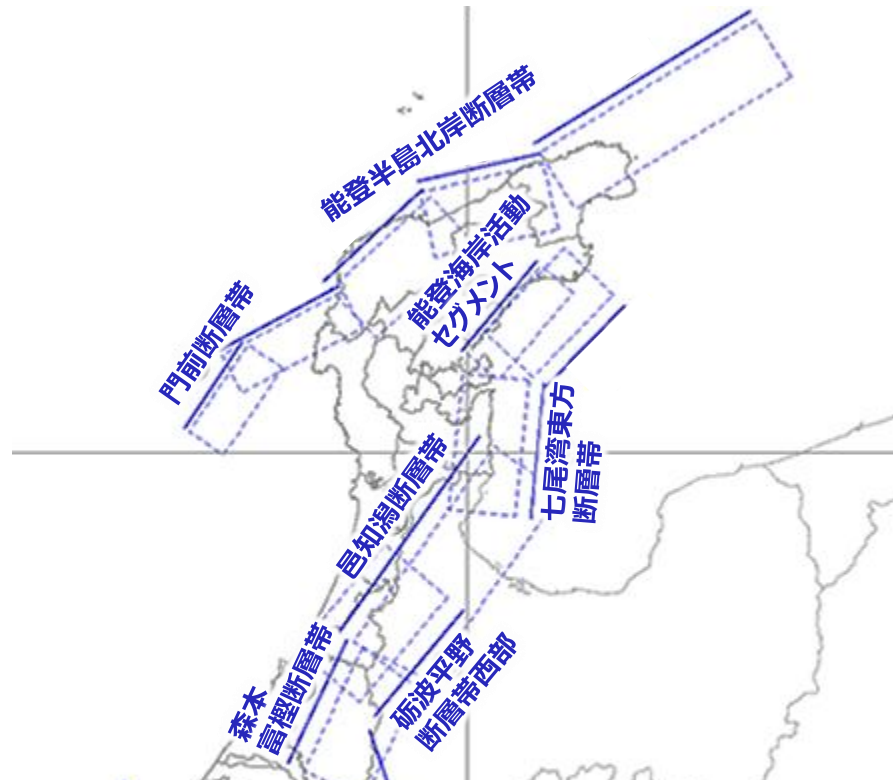 能登半島北岸断層帯
能登海岸活動
セグメント
門前断層帯
七尾湾東方
断層帯
邑知潟断層帯
砺波平野
断層帯西部
森本
富樫断層帯